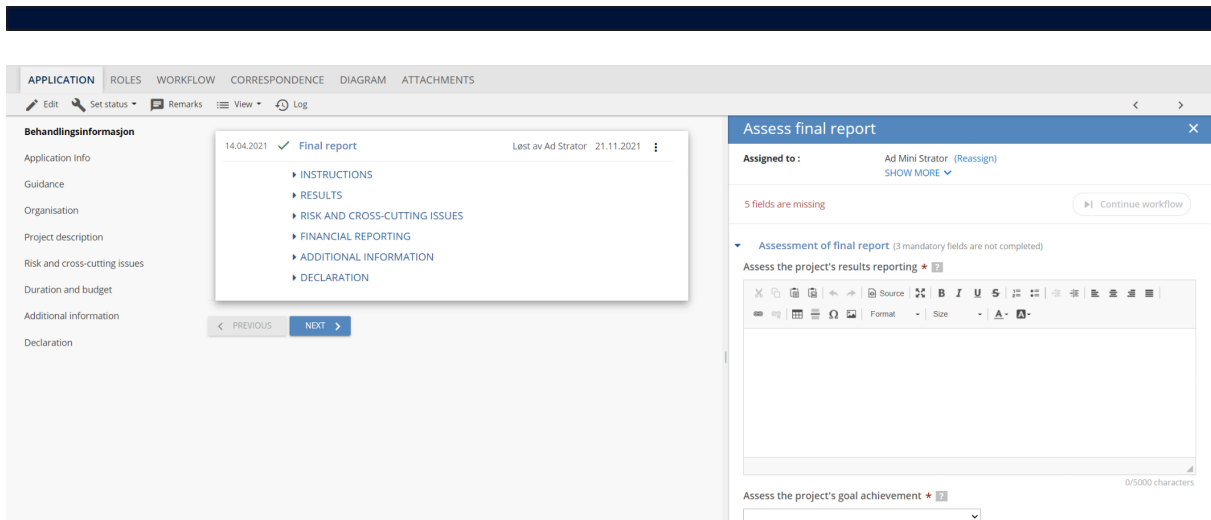 APPLICATION ROLES WORKFLOW CORRESPONDENCE DIAGRAM ATTACHMENTS
Edit Set status Remarks View Log
Behandlingsinformasjon
Application Info
Guidance
Organisation
Project description
Risk and cross-cutting issues
Duration and budget
Additional information
Declaration
14.04.2021 Final report Løst av Ad Strator 21.11.2021
INSTRUCTIONS
RESULTS
RISK AND CROSS-CUTTING ISSUES
FINANCIAL REPORTING
ADDITIONAL INFORMATION
DECLARATION
PREVIOUS NEXT
Assess final report
Assigned to : Ad Mini Strator (Reassign)
SHOW MORE
5 fields are missing Continue workflow
Assessment of final report (3 mandatory fields are not completed)
Assess the project's results reporting * ?
Source B I U S
Ω Format Size A A
0/5000 characters
Assess the project's goal achievement * ?